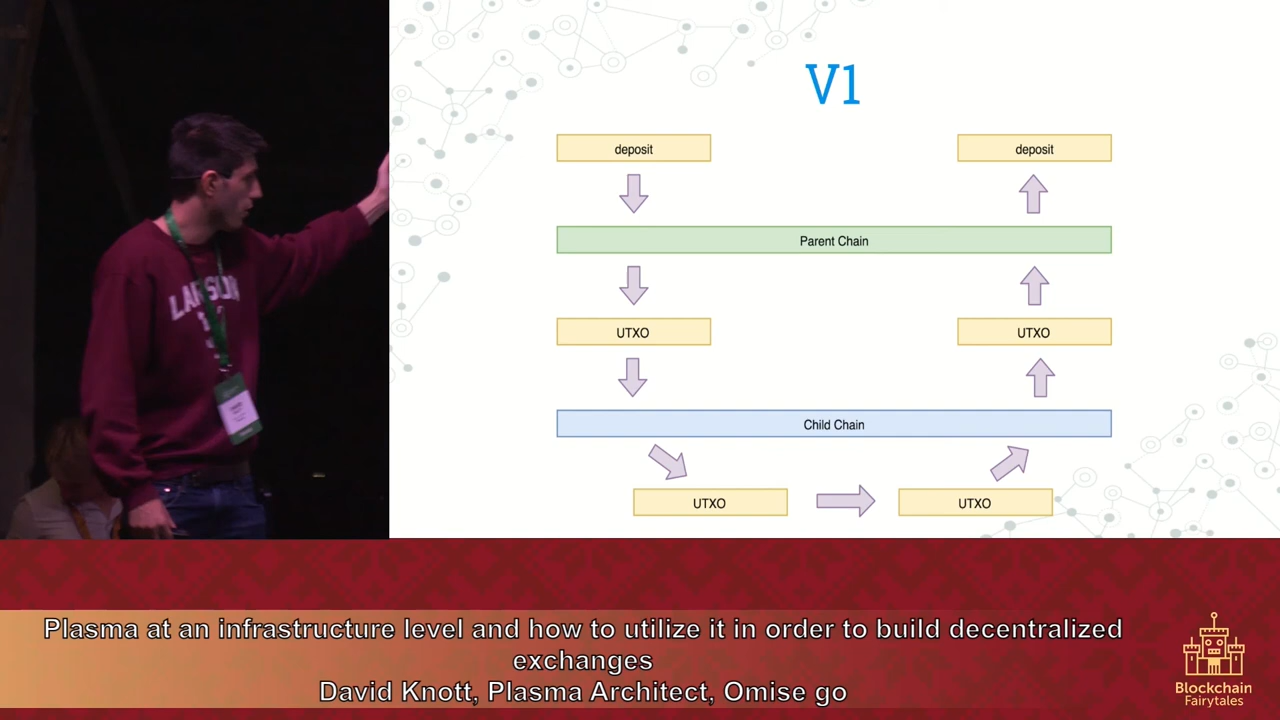 V1
deposit
deposit
Parent Chain
UTXO
UTXO
Child Chain
UTXO
UTXO
Plasma at an infrastructure level and how to utilize it in order to build decentralized
exchanges
David Knott, Plasma Architect, Omise go
Blockchain
Fairytales